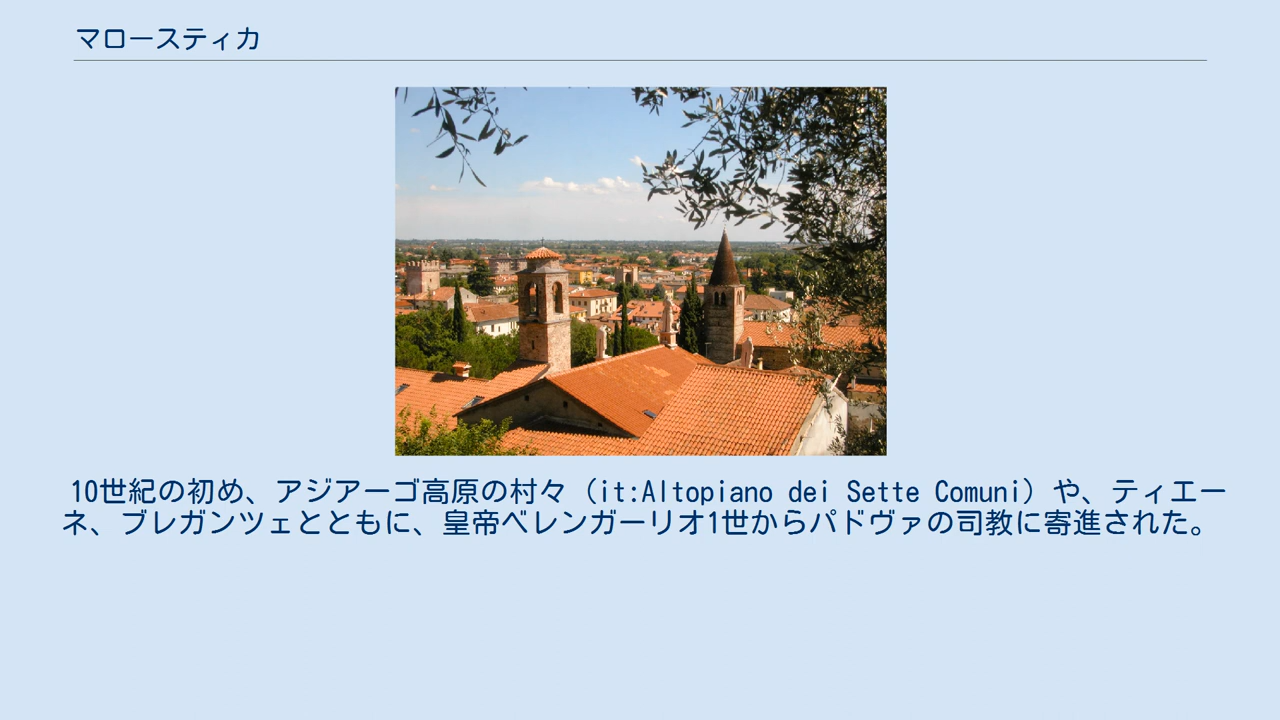 マロースティカ
10世紀の初め、アジアーゴ高原の村々（it:Altopiano dei Sette Comuni）や、ティエー
ネ、ブレガンツェとともに、皇帝ベレンガーリオ1世からパドヴァの司教に寄進された。